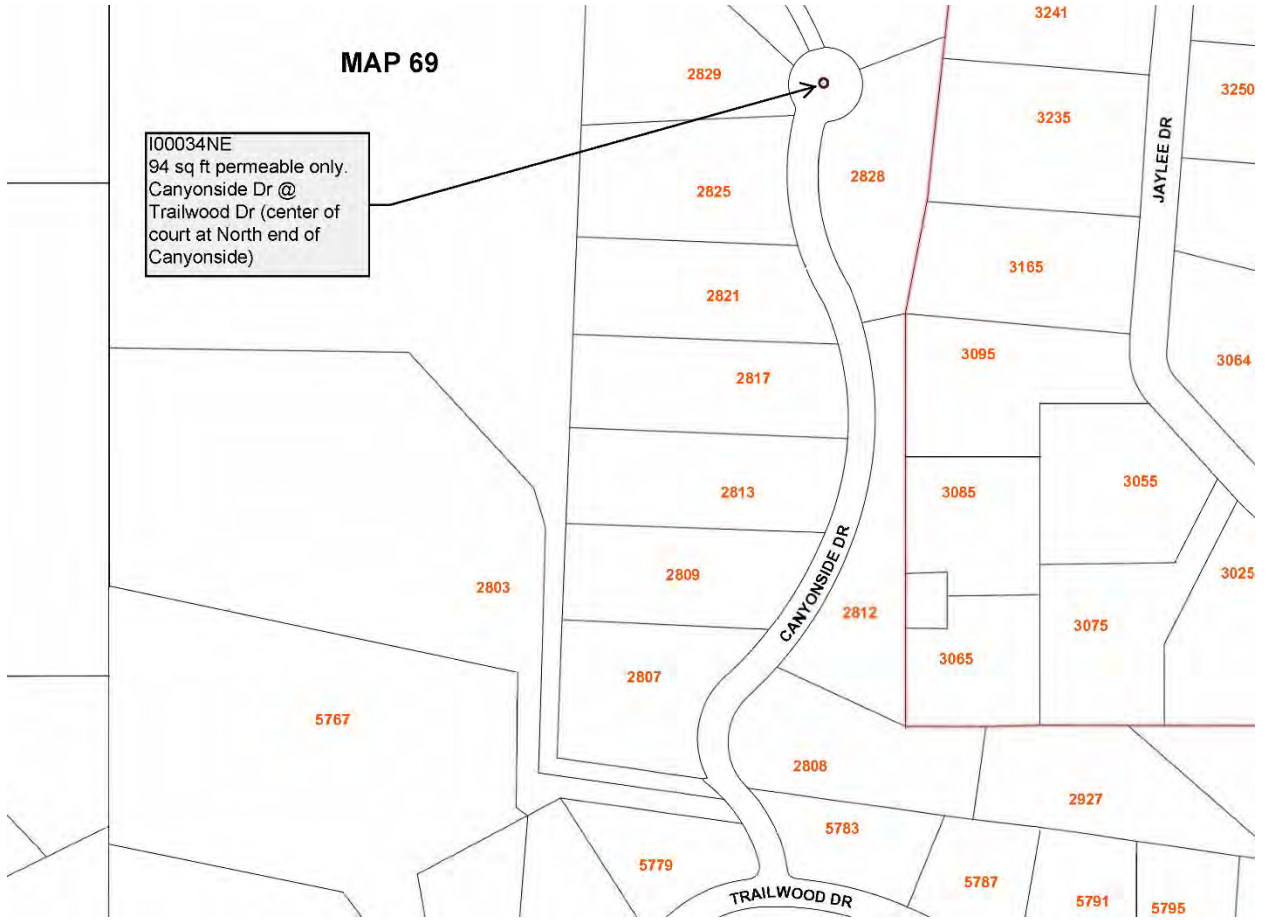 3241
MAP 69
2829
3250
3235
I00034NE
94 sq ft permeable only.
Canyonside Dr @
Trailwood Dr (center of
court at North end of
Canyonside)
JAYLEE DR
2828
2825
3165
2821
3095
3064
2817
3055
2813
3085
CANYONSIDE DR
2809
3025
2803
2812
3075
3065
2807
5767
2808
2927
5783
5779
5787
TRAILWOOD DR
5791
5795